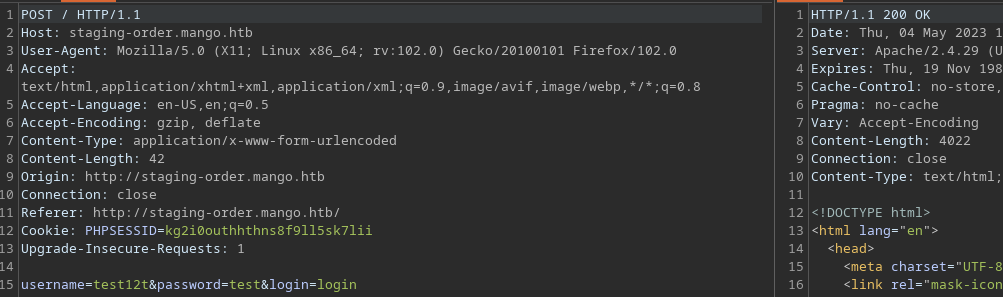 1 POST / HTTP/1.1
2 Host: staging-order.mango.htb
3 User-Agent: Mozilla/5.0 (X11; Linux x86_64; rv:102.0) Gecko/20100101 Firefox/102.0
4 Accept:
text/html,application/xhtml+xml,application/xml;q=0.9,image/avif,image/webp,*/*;q=0.8
5 Accept-Language: en-US,en;q=0.5
6 Accept-Encoding: gzip, deflate
7 Content-Type: application/x-www-form-urlencoded
8 Content-Length: 42
9 Origin: http://staging-order.mango.htb
10 Connection: close
11 Referer: http://staging-order.mango.htb/
12 Cookie: PHPSESSID=kg2i0outhhthns8f9ll5sk7lii
13 Upgrade-Insecure-Requests: 1
14
15 username=test12t&password=test&login=login
1 HTTP/1.1 200 OK
2 Date: Thu, 04 May 2023 1
3 Server: Apache/2.4.29 (U
4 Expires: Thu, 19 Nov 198
5 Cache-Control: no-store,
6 Pragma: no-cache
7 Vary: Accept-Encoding
8 Content-Length: 4022
9 Connection: close
10 Content-Type: text/html;
11
12 <!DOCTYPE html>
13 <html lang="en">
14 <head>
15 <meta charset="UTF-8
16 <link rel="mask-icon